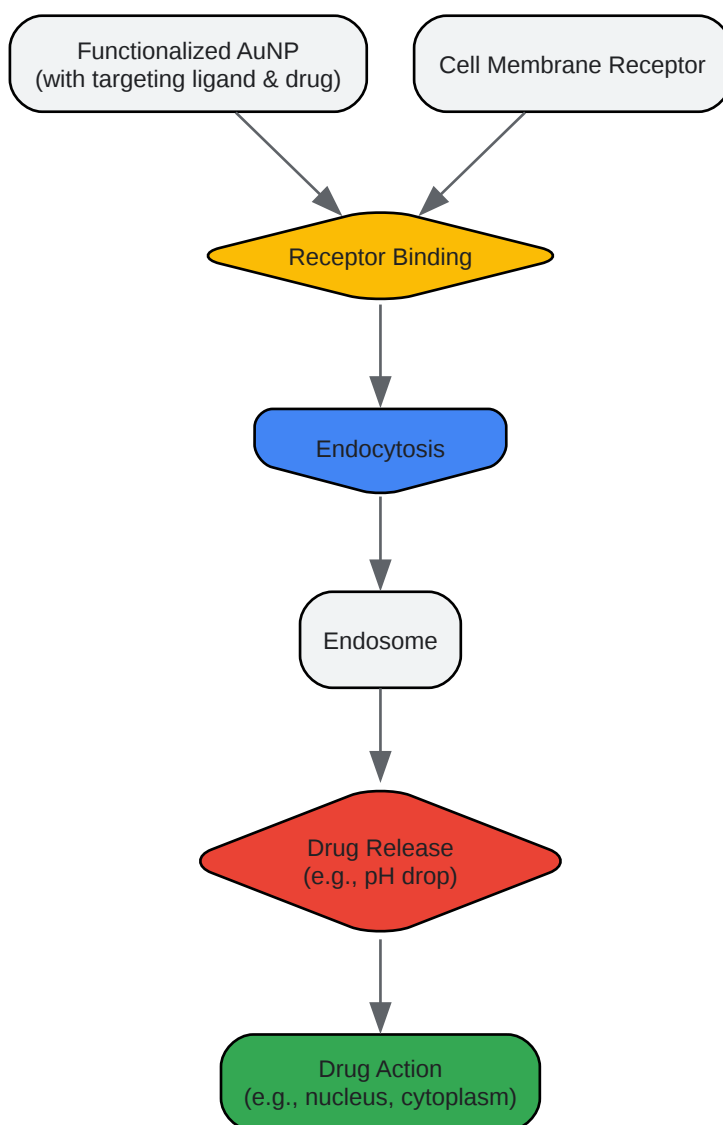 Functionalized AuNP
(with targeting ligand & drug)
Cell Membrane Receptor
Receptor Binding
Endocytosis
Endosome
Drug Release
(e.g., pH drop)
Drug Action
(e.g., nucleus, cytoplasm)